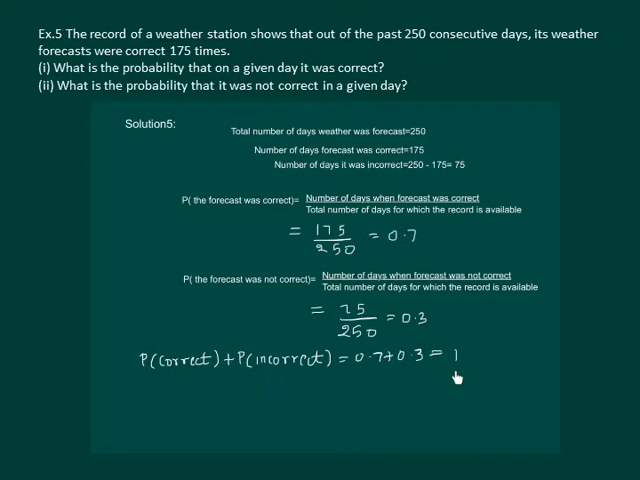 Ex.5 The record of a weather station shows that out of the past 250 consecutive days, its weather
forecasts were correct 175 times.
(i) What is the probability that on a given day it was correct?
(ii) What is the probability that it was not correct in a given day?
Solution5:
Total number of days weather was forecast=250
Number of days forecast was correct=175
Number of days it was incorrect=250 - 175= 75
P( the forecast was correct)= Number of days when forecast was correct
Total number of days for which the record is available
= 175 / 250 = 0.7
P( the forecast was not correct)= Number of days when forecast was not correct
Total number of days for which the record is available
= 75 / 250 = 0.3
P(correct) + P(incorrect) = 0.7+0.3 = 1